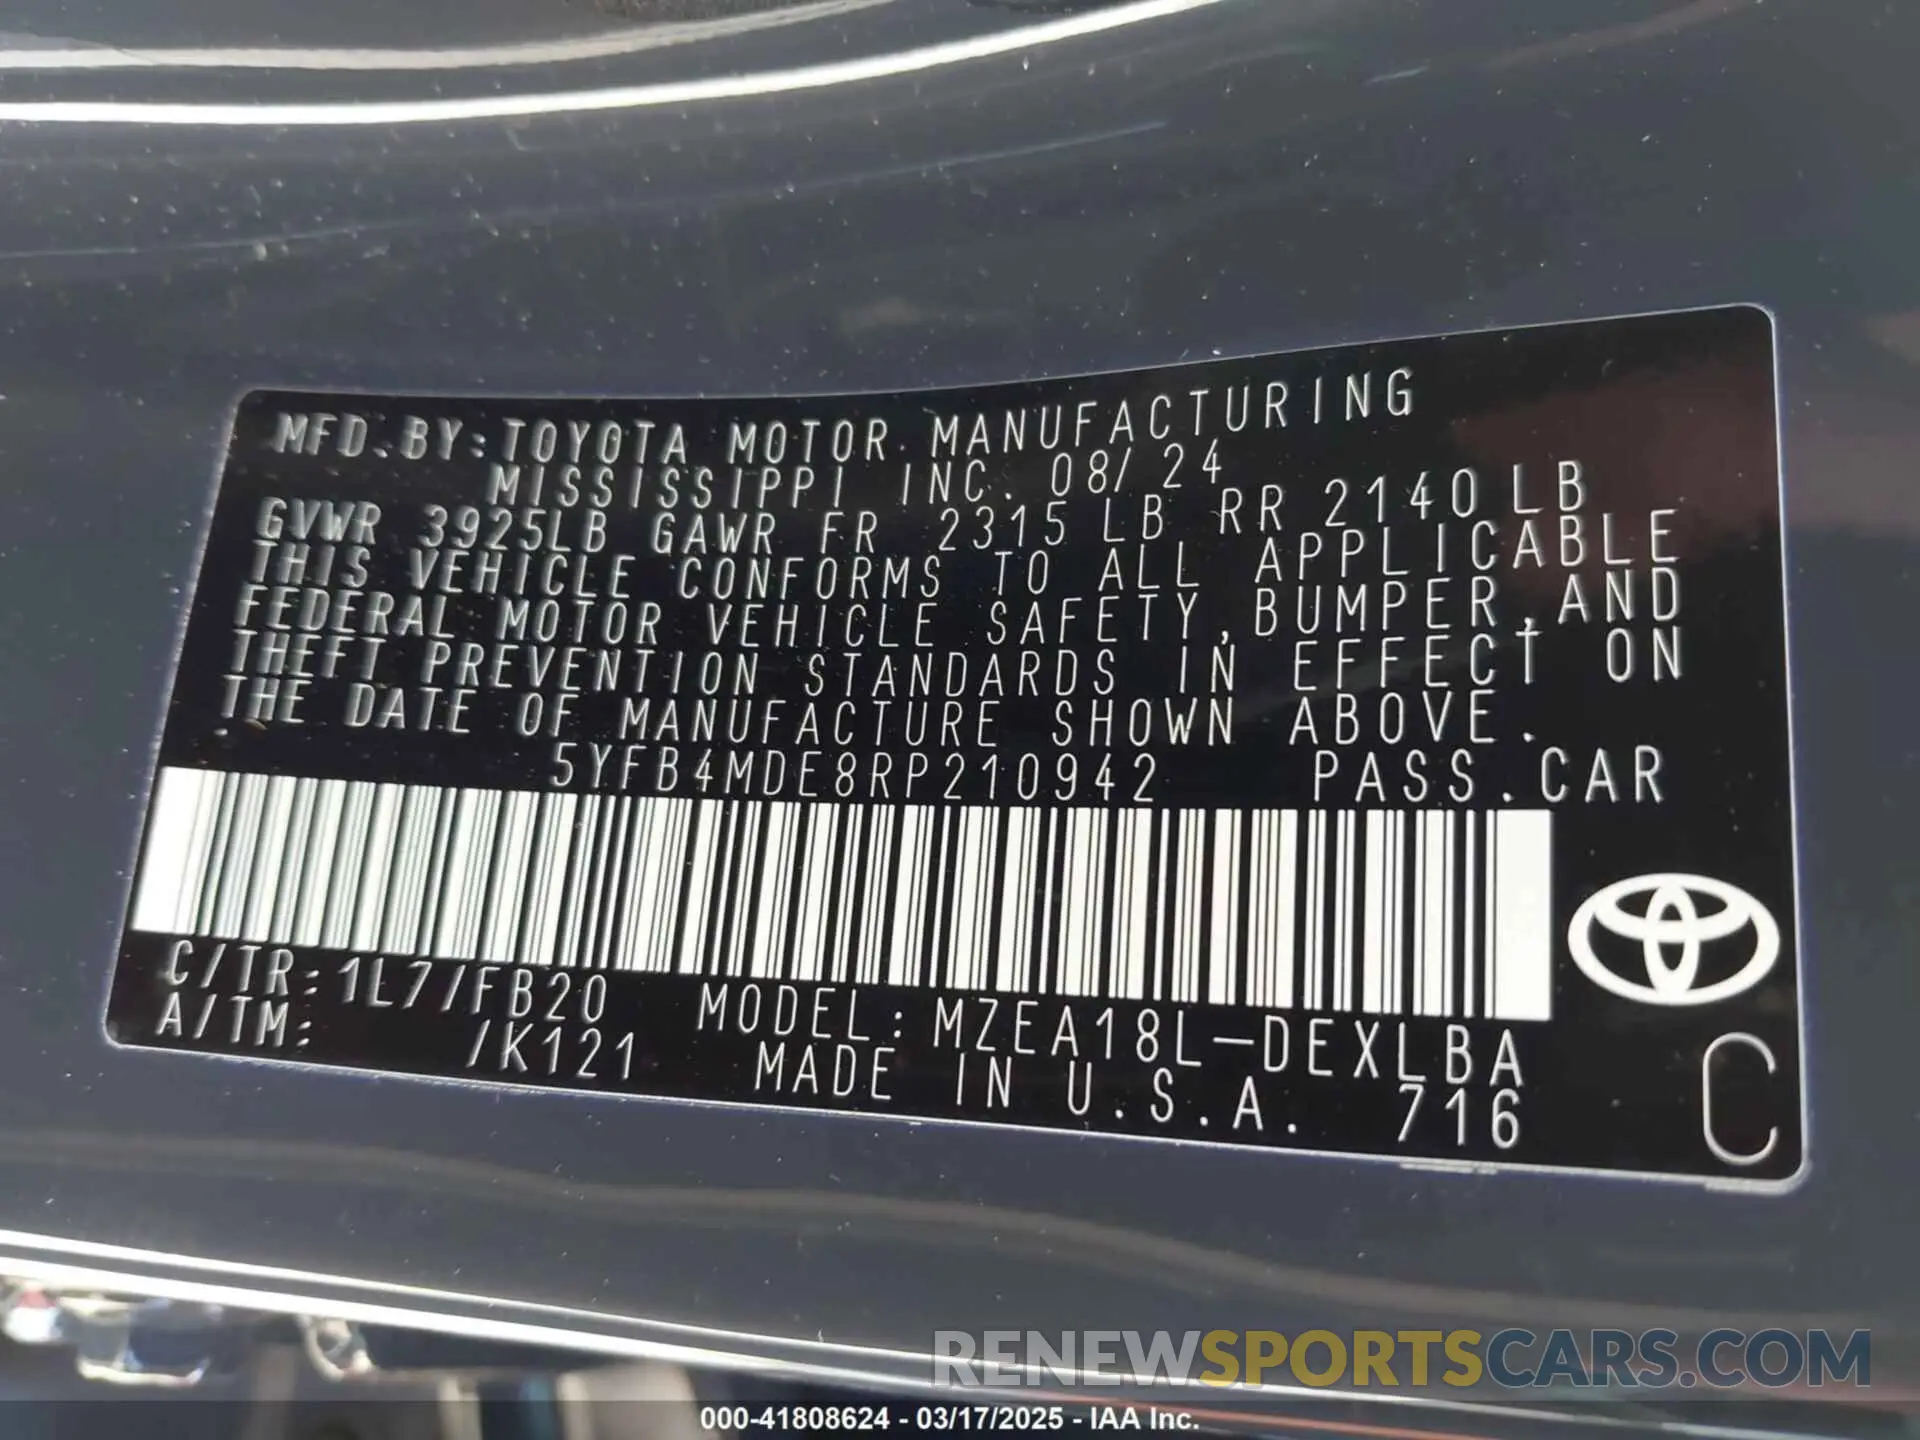 MFD. BY: TOYOTA MOTOR MANUFACTURING
MISSISSIPPI INC. 08/24
GVWR 3925LB GAWR FR 2315 LB RR 2140 LB
THIS VEHICLE CONFORMS TO ALL APPLICABLE
FEDERAL MOTOR VEHICLE SAFETY, BUMPER, AND
THEFT PREVENTION STANDARDS IN EFFECT ON
THE DATE OF MANUFACTURE SHOWN ABOVE.
5YFB4MDE8RP210942 PASS. CAR
C/TR: 1L7/FB20 MODEL: MZEA18L-DEXLBA
A/TM: /K121 MADE IN U.S.A. 716
C
RENEWSPORTSCARS.COM
000-41808624 - 03/17/2025 - IAA Inc.